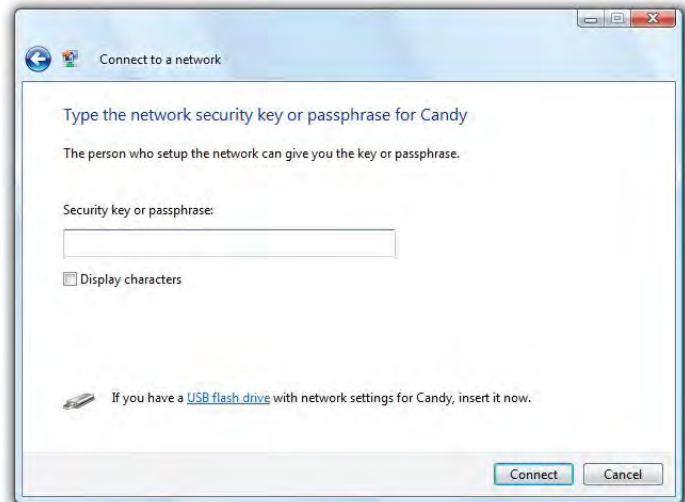 Connect to a network
Type the network security key or passphrase for Candy
The person who setup the network can give you the key or passphrase.
Security key or passphrase:
Display characters
If you have a USB flash drive with network settings for Candy, insert it now.
Connect Cancel